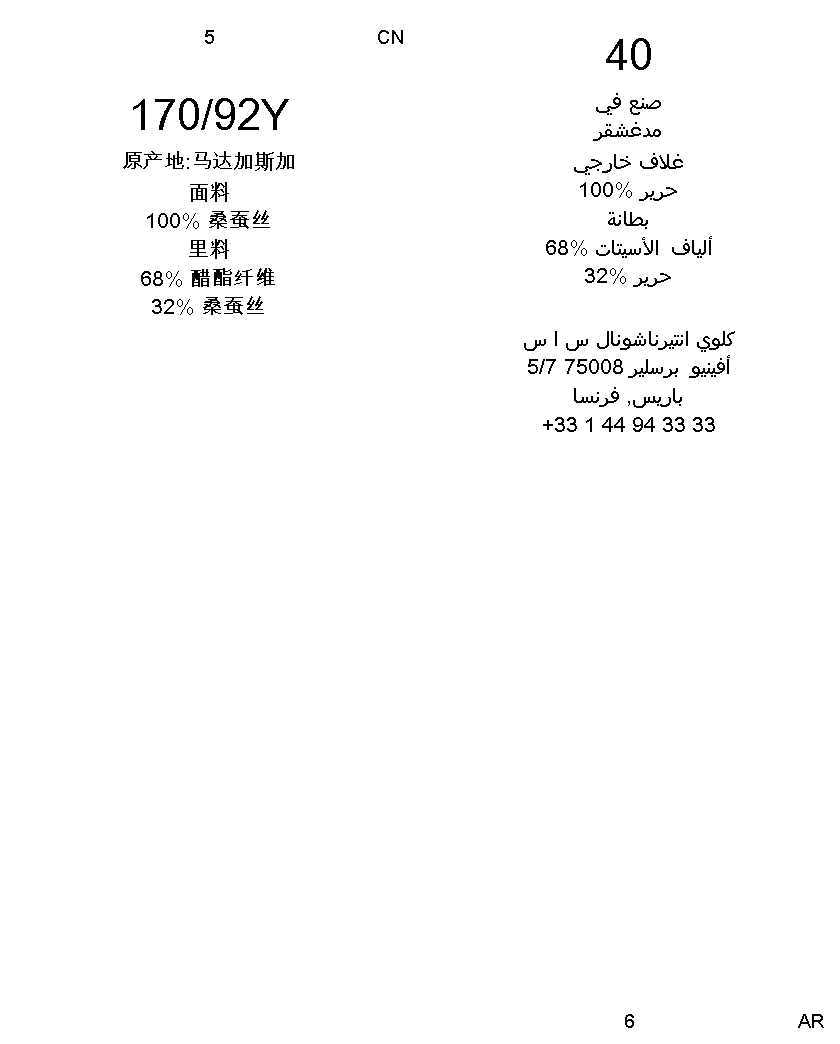 5
CN
170/92Y
原产地:马达加斯加
面料
100% 桑蚕丝
里料
68% 醋酯纤维
32% 桑蚕丝
40
صنع في
مدغشقر
غلاف خارجي
حرير %100
بطانة
ألياف الأسيتات %68
حرير %32
كلوي انتيرناشونال س ا س
أفينيو برسلير 75008 5/7
باريس, فرنسا
+33 1 44 94 33 33
6
AR